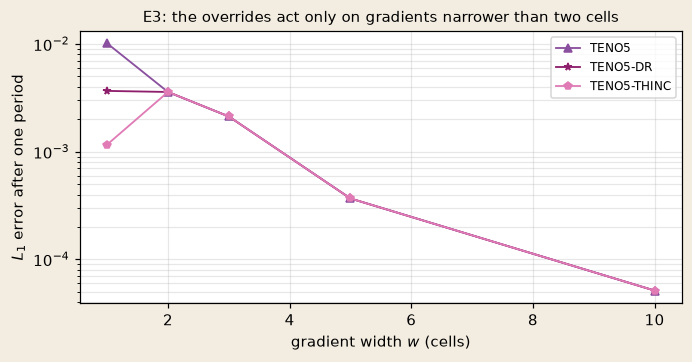 E3: the overrides act only on gradients narrower than two cells
L₁ error after one period
10⁻²
10⁻³
10⁻⁴
TENO5
TENO5-DR
TENO5-THINC
2
4
6
8
10
gradient width w (cells)